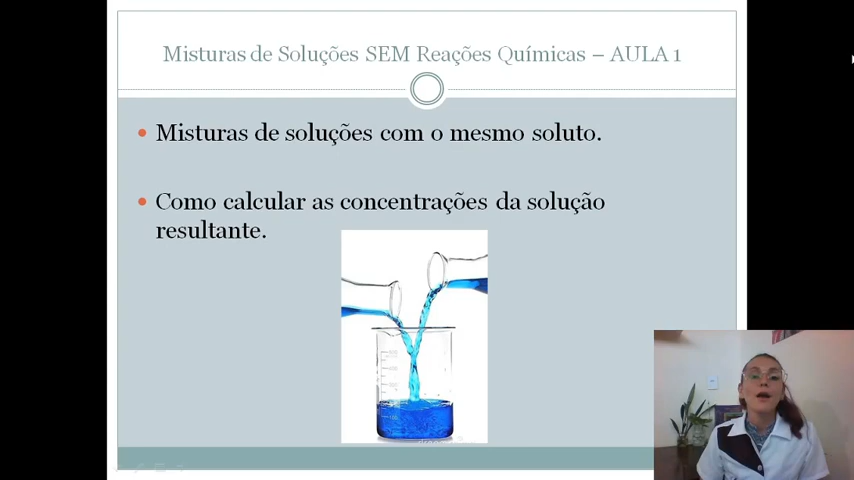 Misturas de Soluções SEM Reações Químicas – AULA 1
Misturas de soluções com o mesmo soluto.
Como calcular as concentrações da solução
resultante.